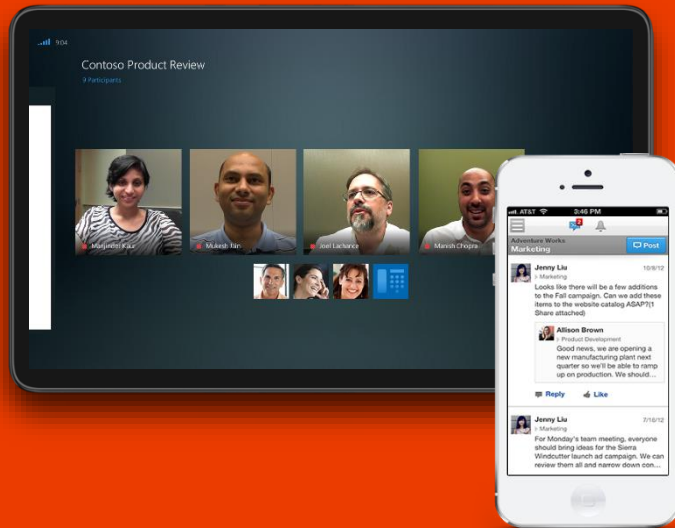 9:04
Contoso Product Review
9 Participants
Manjinder Kaur
Mukesh Jain
Joel Lachance
Manish Chopra
AT&T
3:46 PM
2
Adventure Works
Marketing
Post
Jenny Liu
10/8/12
› Marketing
Looks like there will be a few additions
to the Fall campaign. Can we add these
items to the website catalog ASAP?(1
Share attached)
Allison Brown
› Product Development
Good news, we are opening a
new manufacturing plant next
quarter so we'll be able to ramp
up on production. We should...
Reply
Like
Jenny Liu
7/16/12
› Marketing
For Monday's team meeting, everyone
should bring ideas for the Sierra
Windcutter launch ad campaign. We can
review them all and narrow down con...